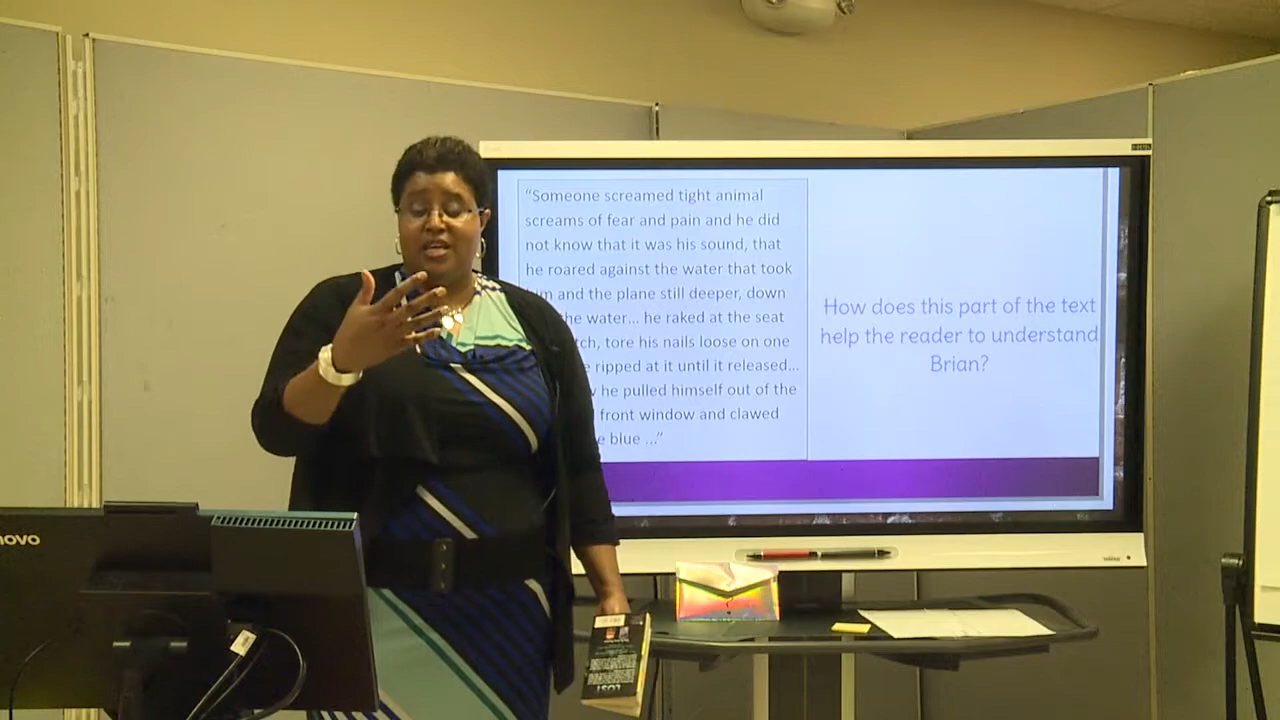 “Someone screamed tight animal
screams of fear and pain and he did
not know that it was his sound, that
he roared against the water that took
and the plane still deeper, down
the water... he raked at the seat
tore his nails loose on one
ripped at it until it released...
he pulled himself out of the
front window and clawed
blue ...”
How does this part of the text
help the reader to understand
Brian?
LOST